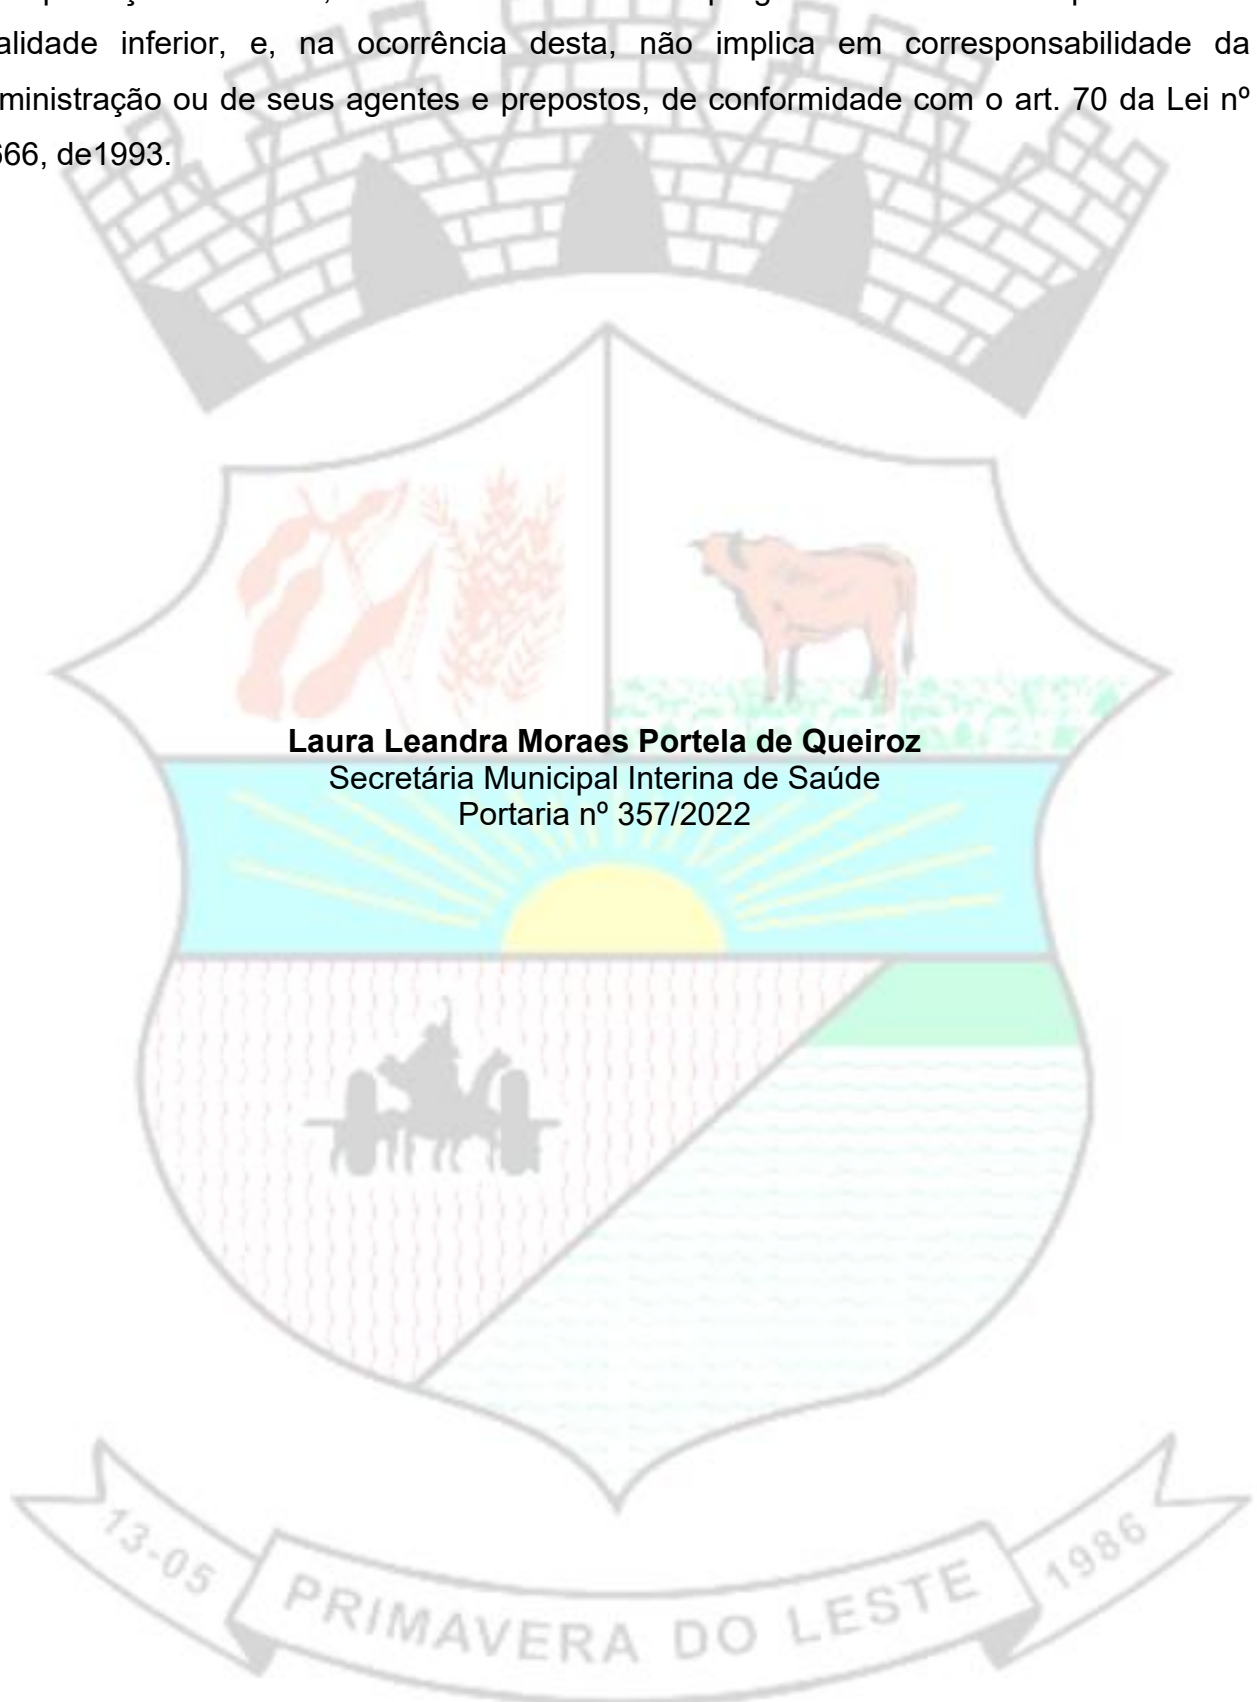 alidade inferior, e, na ocorrência desta, não implica em corresponsabilidade da
ministração ou de seus agentes e prepostos, de conformidade com o art. 70 da Lei nº
666, de1993.
Laura Leandra Moraes Portela de Queiroz
Secretária Municipal Interina de Saúde
Portaria nº 357/2022
13-05
PRIMAVERA DO LESTE
1986